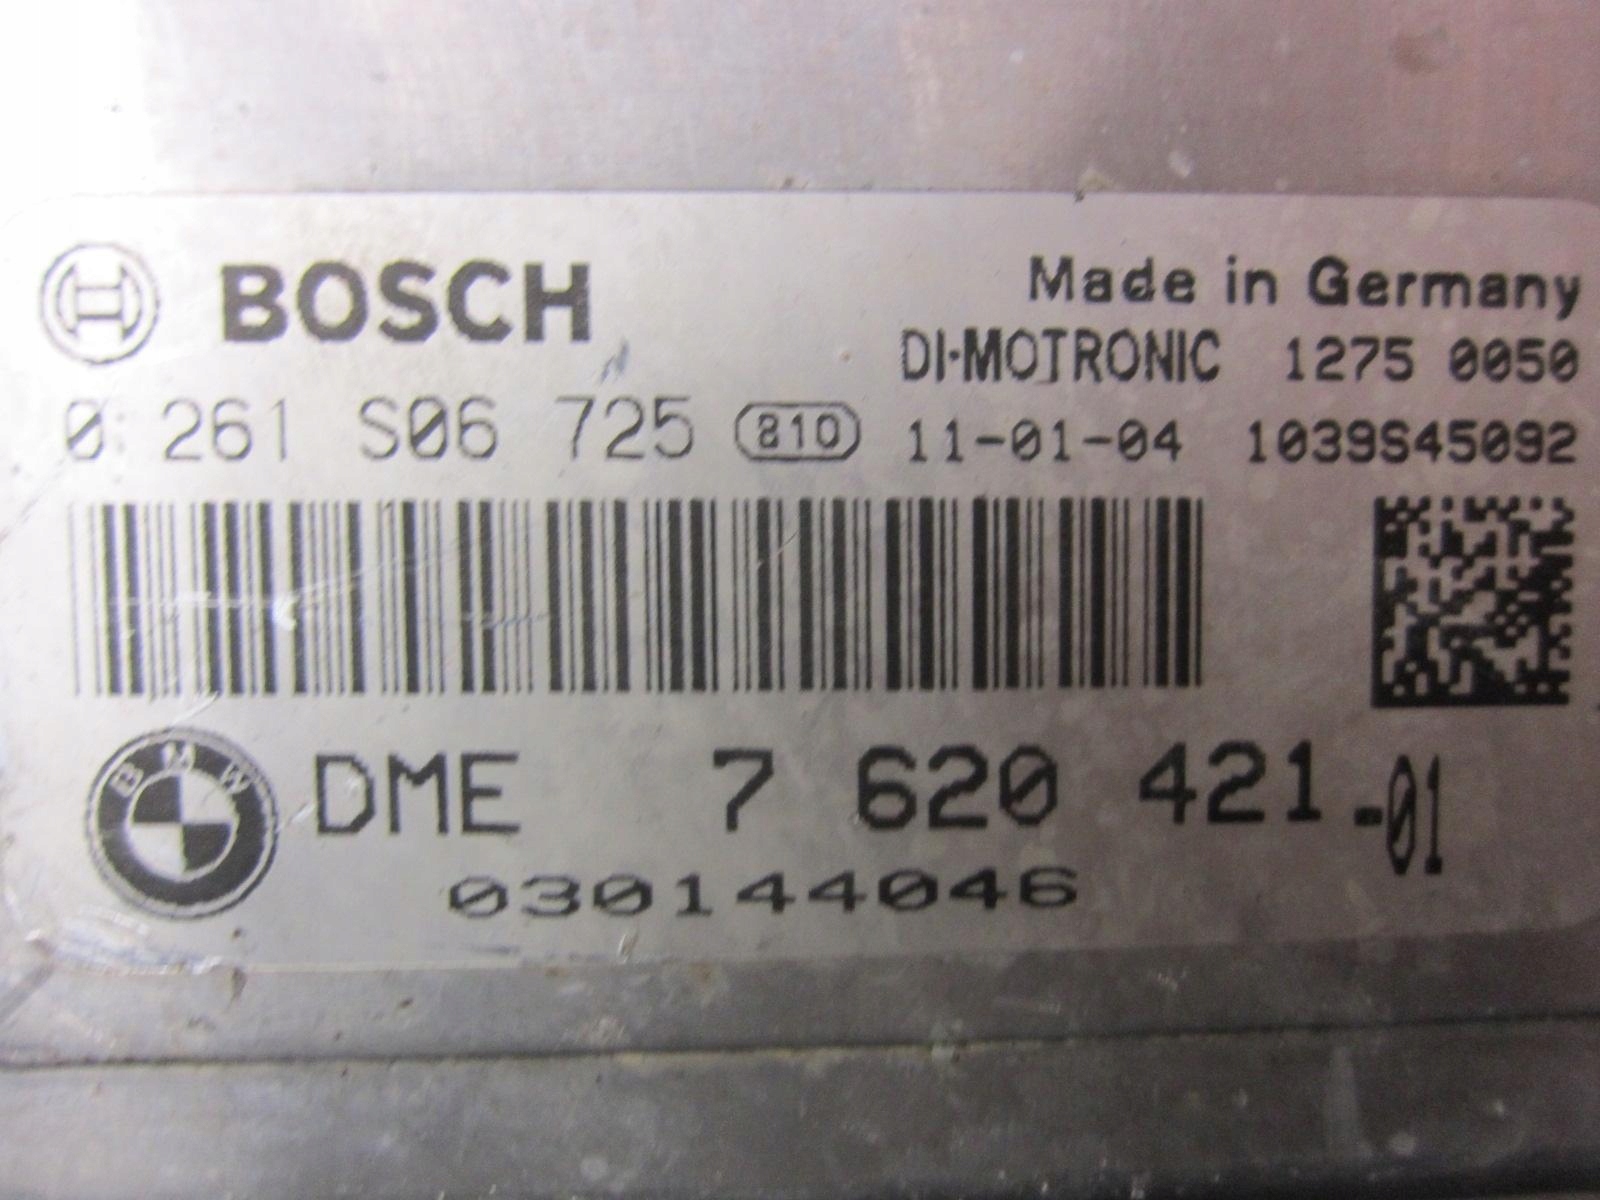 BOSCH
Made in Germany
DI-MOTRONIC 1275 0050
0 261 S06 725 810 11-01-04 1039S45092
BMW
DME 7 620 421-01
030144046